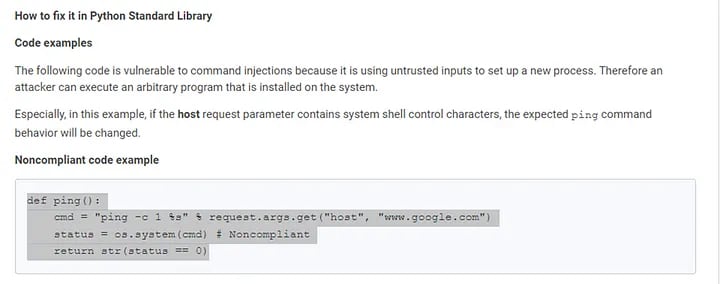 How to fix it in Python Standard Library
Code examples
The following code is vulnerable to command injections because it is using untrusted inputs to set up a new process. Therefore an
attacker can execute an arbitrary program that is installed on the system.
Especially, in this example, if the host request parameter contains system shell control characters, the expected ping command
behavior will be changed.
Noncompliant code example
def ping():
    cmd = "ping -c 1 %s" % request.args.get("host", "www.google.com")
    status = os.system(cmd) # Noncompliant
    return str(status == 0)